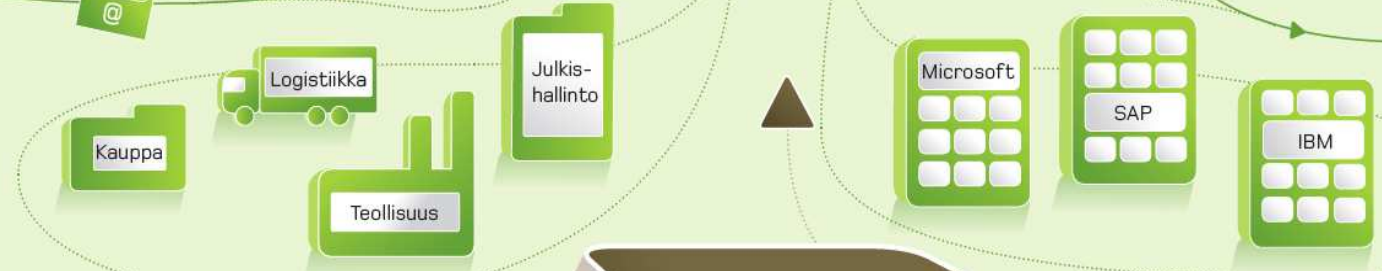 @
Logistiikka
Julkis-
hallinto
Kauppa
Teollisuus
Microsoft
SAP
IBM